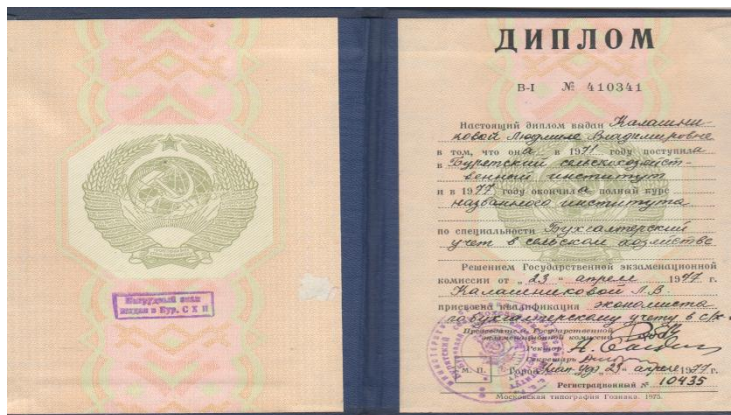 Нагрудный знак
выдан в Бур. С Х И
ДИПЛОМ
В-I № 410341
Настоящий диплом выдан Калашни-
ковой Людмиле Владимировне
в том, что она в 1971 году поступила
в Бурятский сельскохозяйст-
венный институт
и в 1977 году окончила полный курс
названного института
по специальности Бухгалтерский
учет в сельском хозяйстве
Решением Государственной экзаменационной
комиссии от „23" апреля 1977 г.
Калашниковой Л.В.
присвоена квалификация экономиста
по бухгалтерскому учету в с/х
Председатель Государственной
экзаменационной комиссии
Ректор
Секретарь
М. П. Город Улан-Удэ 23 апреля 1977 г.
Регистрационный № 10435
Московская типография Гознака. 1975.